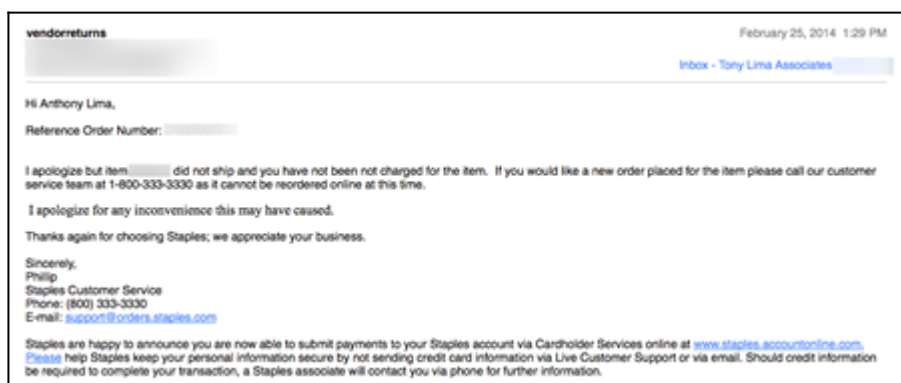 vendorreturns
February 25, 2014 1:29 PM
Inbox - Tony Lima Associates
Hi Anthony Lima,
Reference Order Number:
I apologize but item did not ship and you have not been not charged for the item. If you would like a new order placed for the item please call our customer
service team at 1-800-333-3330 as it cannot be reordered online at this time.
I apologize for any inconvenience this may have caused.
Thanks again for choosing Staples; we appreciate your business.
Sincerely,
Phillip
Staples Customer Service
Phone: (800) 333-3330
E-mail: support@orders.staples.com
Staples are happy to announce you are now able to submit payments to your Staples account via Cardholder Services online at www.staples.accountonline.com.
Please help Staples keep your personal information secure by not sending credit card information via Live Customer Support or via email. Should credit information
be required to complete your transaction, a Staples associate will contact you via phone for further information.